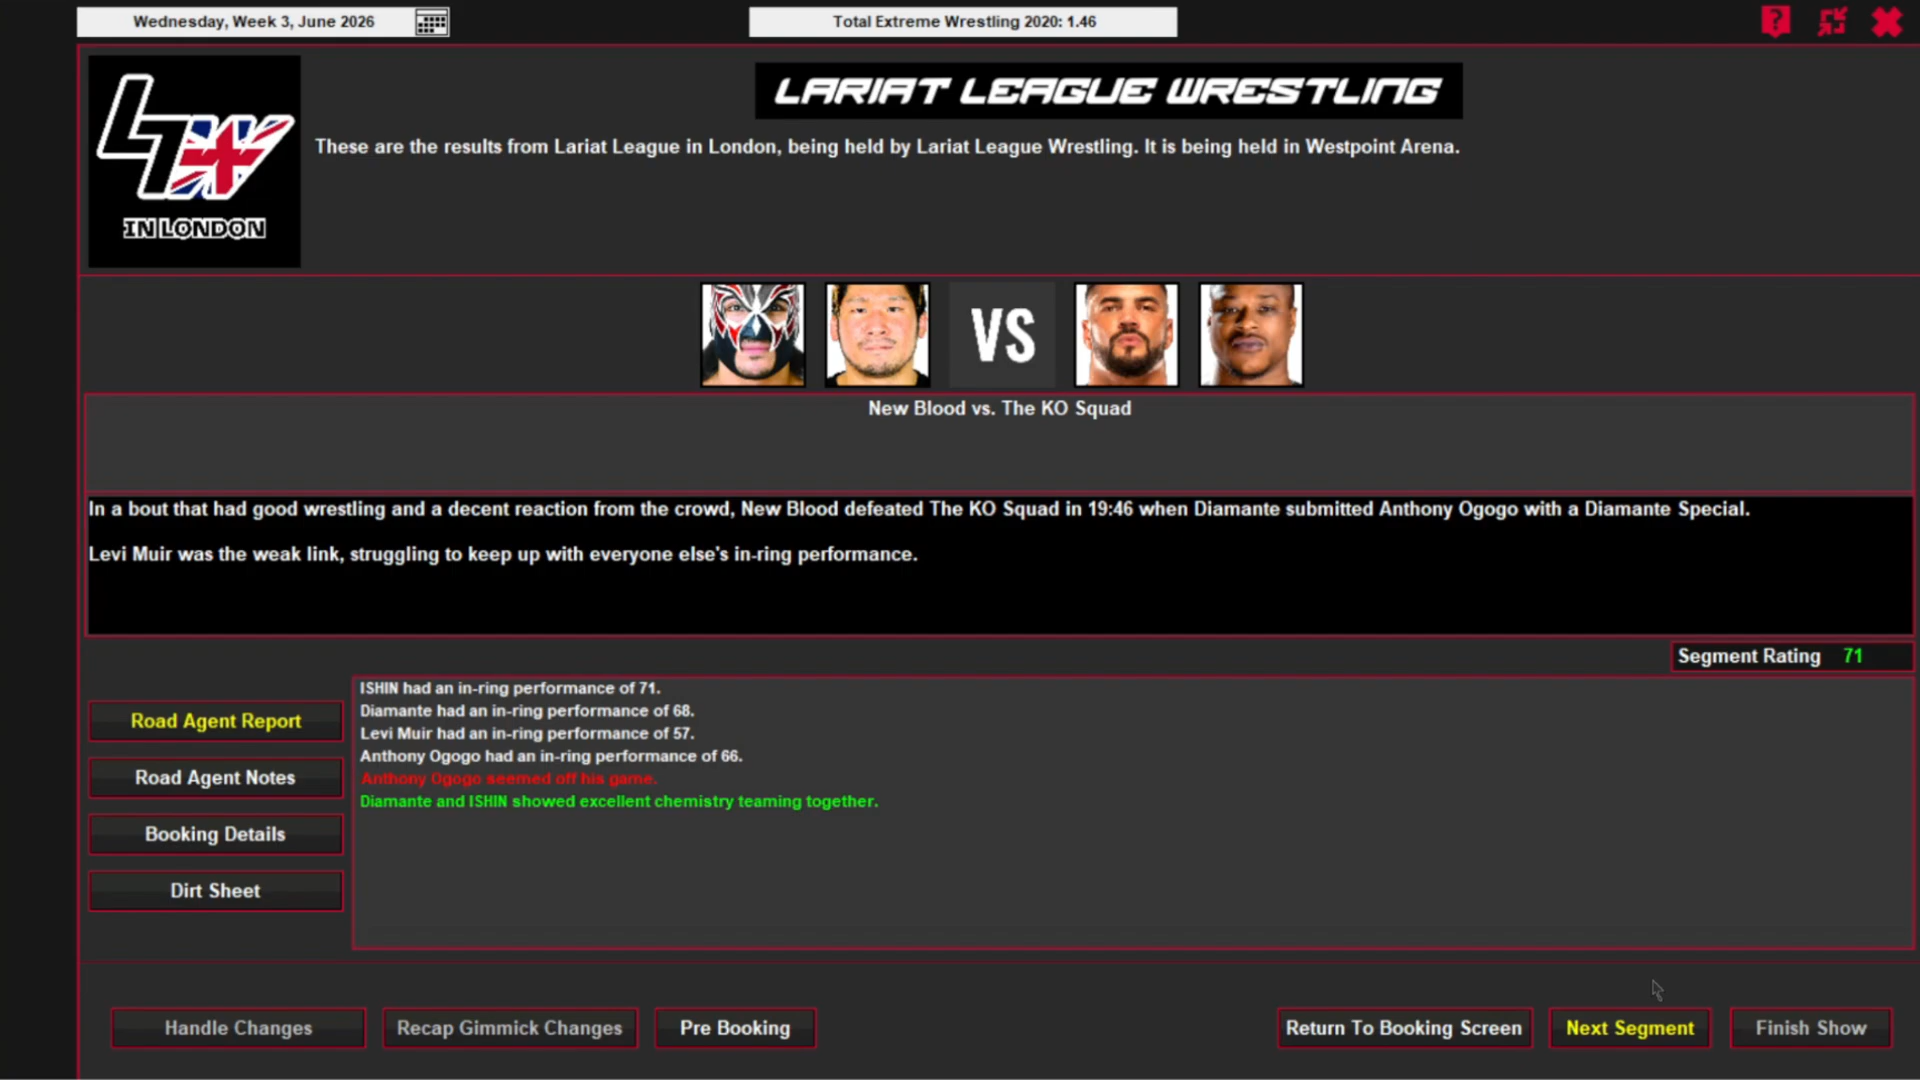 Wednesday, Week 3, June 2026
Total Extreme Wrestling 2020: 1.46
?
LTW
IN LONDON
LARIAT LEAGUE WRESTLING
These are the results from Lariat League in London, being held by Lariat League Wrestling. It is being held in Westpoint Arena.
VS
New Blood vs. The KO Squad
In a bout that had good wrestling and a decent reaction from the crowd, New Blood defeated The KO Squad in 19:46 when Diamante submitted Anthony Ogogo with a Diamante Special.
Levi Muir was the weak link, struggling to keep up with everyone else's in-ring performance.
Segment Rating 71
Road Agent Report
Road Agent Notes
Booking Details
Dirt Sheet
ISHIN had an in-ring performance of 71.
Diamante had an in-ring performance of 68.
Levi Muir had an in-ring performance of 57.
Anthony Ogogo had an in-ring performance of 66.
Anthony Ogogo seemed off his game.
Diamante and ISHIN showed excellent chemistry teaming together.
Handle Changes
Recap Gimmick Changes
Pre Booking
Return To Booking Screen
Next Segment
Finish Show